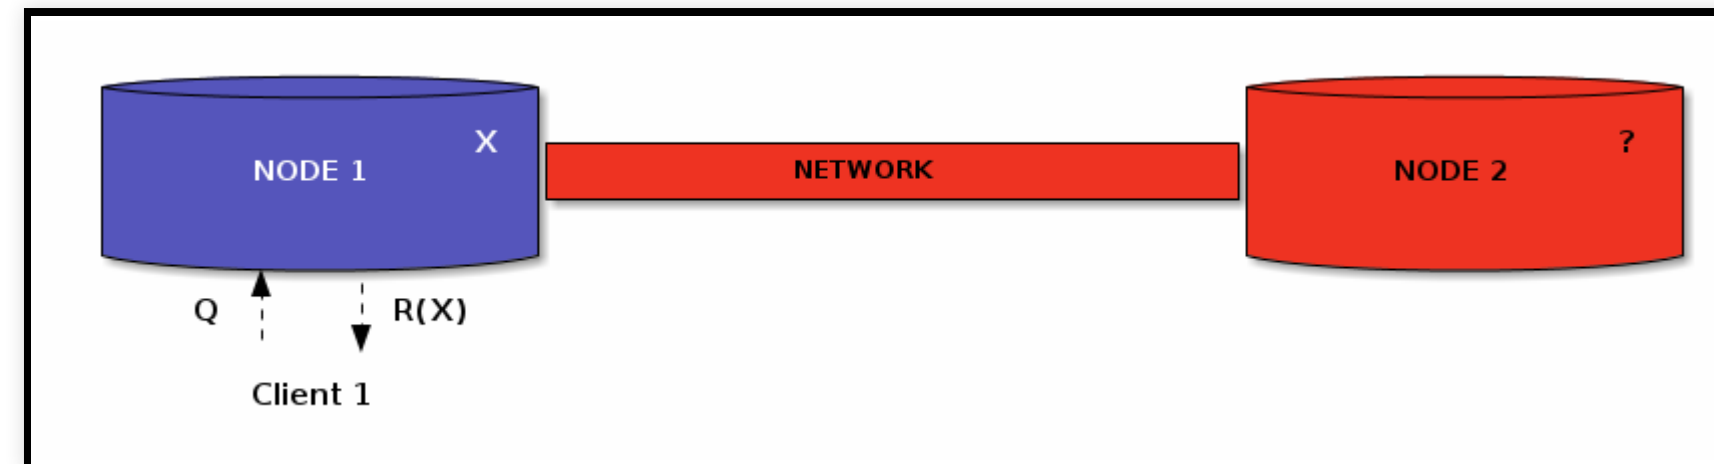 X
NODE 1
NETWORK
?
NODE 2
Q
R(X)
Client 1